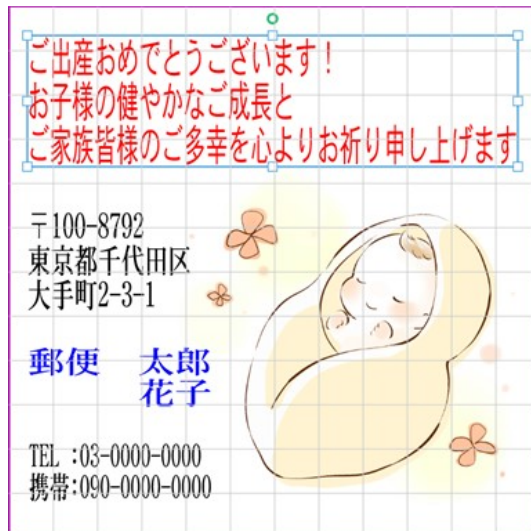 ご出産おめでとうございます！
お子様の健やかなご成長と
ご家族皆様のご多幸を心よりお祈り申し上げます
〒100-8792
東京都千代田区
大手町2-3-1
郵便　太郎
花子
TEL :03-0000-0000
携帯:090-0000-0000